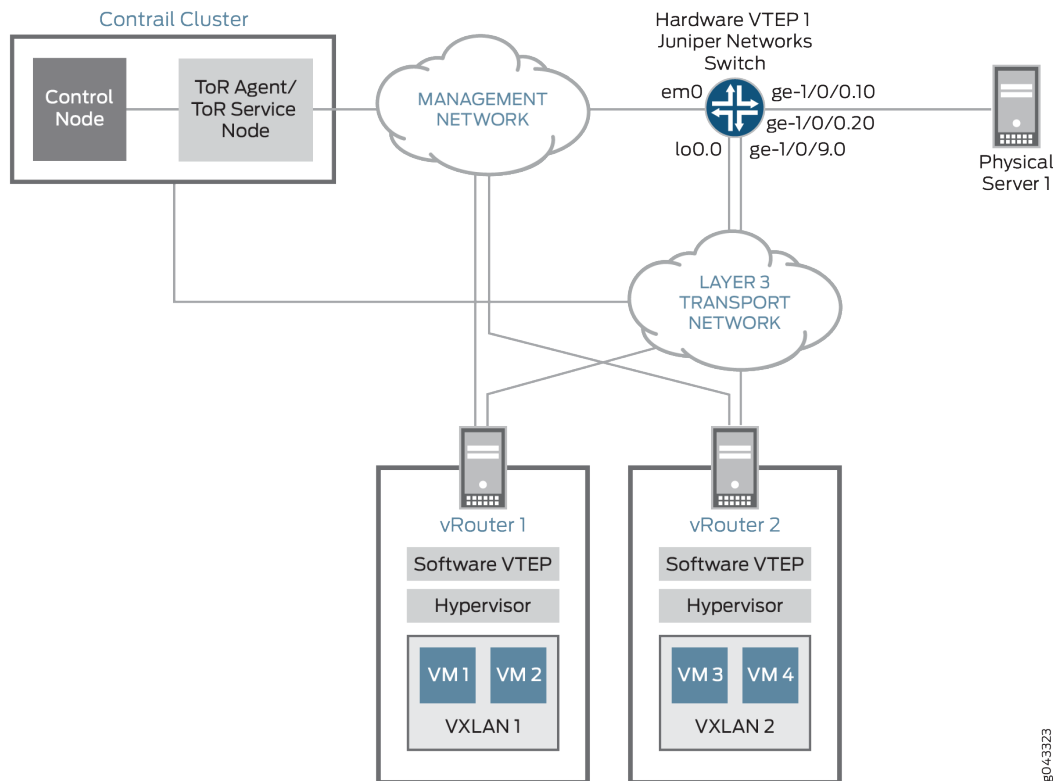 Contrail Cluster
Control
Node
ToR Agent/
ToR Service
Node
MANAGEMENT
NETWORK
Hardware VTEP 1
Juniper Networks
Switch
em0
ge-1/0/0.10
ge-1/0/0.20
lo0.0
ge-1/0/9.0
Physical
Server 1
LAYER 3
TRANSPORT
NETWORK
vRouter 1
Software VTEP
Hypervisor
VM 1
VM 2
VXLAN 1
vRouter 2
Software VTEP
Hypervisor
VM 3
VM 4
VXLAN 2
g043323